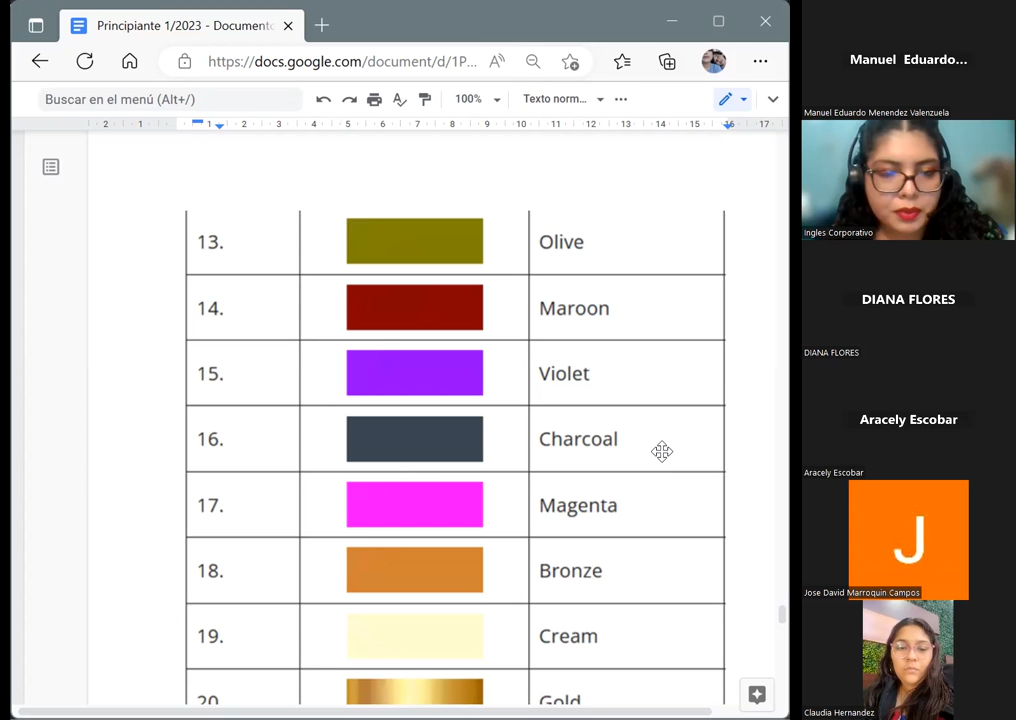 Principiante 1/2023 - Documento
https://docs.google.com/document/d/1P...
Buscar en el menú (Alt+/)
100%
Texto norm...
2 1 1 2 3 4 5 6 7 8 9 10 11 12 13 14 15 16 17
13. Olive
14. Maroon
15. Violet
16. Charcoal
17. Magenta
18. Bronze
19. Cream
20. Gold
Manuel Eduardo...
Manuel Eduardo Menendez Valenzuela
Ingles Corporativo
DIANA FLORES
DIANA FLORES
Aracely Escobar
Aracely Escobar
J
Jose David Marroquin Campos
Claudia Hernandez